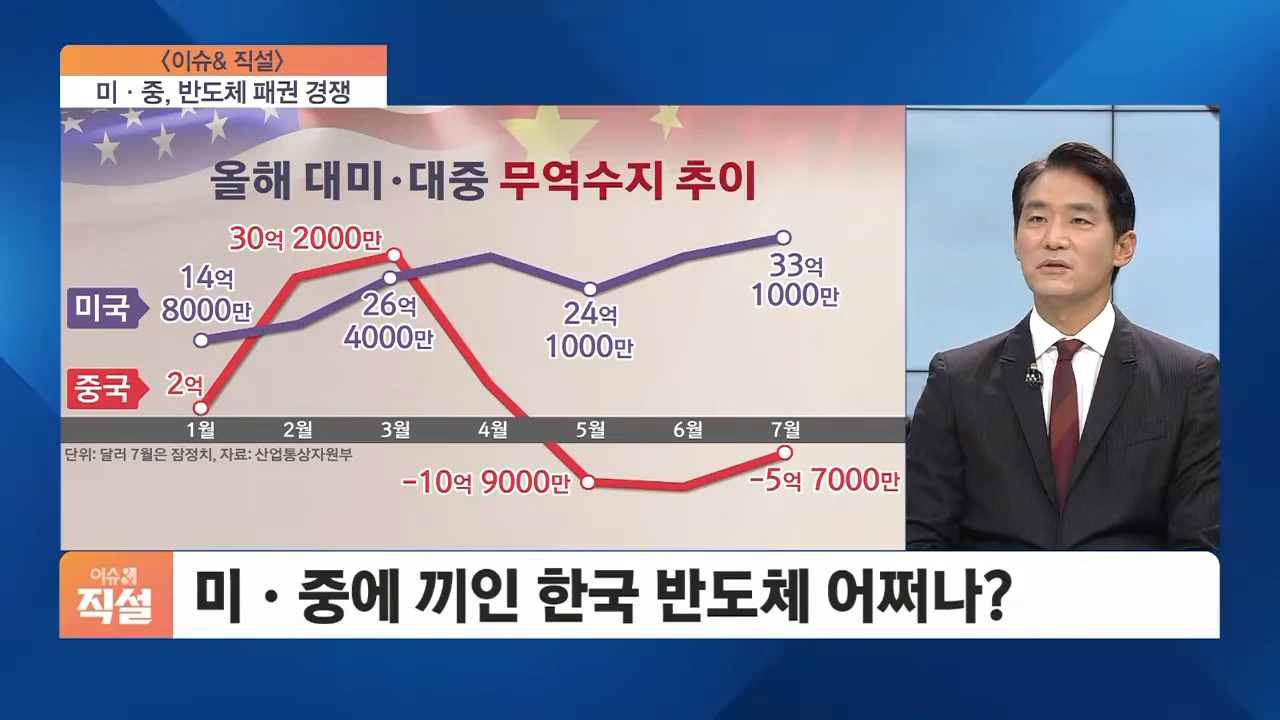 〈이슈& 직설〉
미·중, 반도체 패권 경쟁
올해 대미·대중 무역수지 추이
미국
14억
8000만
26억
4000만
24억
1000만
33억
1000만
중국
2억
30억 2000만
-10억 9000만
-5억 7000만
1월 2월 3월 4월 5월 6월 7월
단위: 달러 7월은 잠정치, 자료: 산업통상자원부
이슈&
직설
미·중에 끼인 한국 반도체 어쩌나?